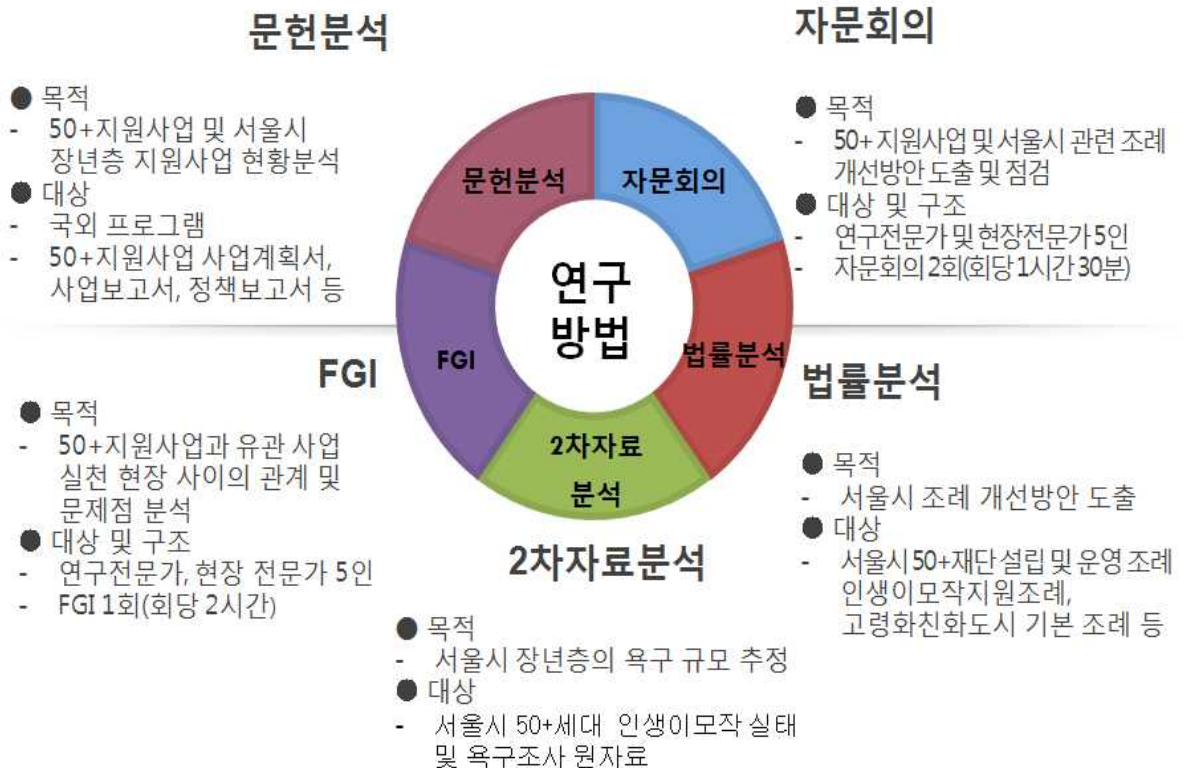 문헌분석
● 목적
- 50+지원사업 및 서울시
장년층 지원사업 현황분석
● 대상
- 국외 프로그램
- 50+지원사업 사업계획서,
사업보고서, 정책보고서 등
자문회의
● 목적
- 50+지원사업 및 서울시 관련 조례
개선방안 도출 및 점검
● 대상 및 구조
- 연구전문가 및 현장전문가 5인
- 자문회의 2회(회당 1시간 30분)
문헌분석
자문회의
연구
방법
FGI
법률분석
2차자료
분석
FGI
● 목적
- 50+지원사업과 유관 사업
실천 현장 사이의 관계 및
문제점 분석
● 대상 및 구조
- 연구전문가, 현장 전문가 5인
- FGI 1회(회당 2시간)
법률분석
● 목적
- 서울시 조례 개선방안 도출
● 대상
- 서울시 50+재단 설립 및 운영 조례
인생이모작지원조례,
고령화친화도시 기본 조례 등
2차자료분석
● 목적
- 서울시 장년층의 욕구 규모 추정
● 대상
- 서울시 50+세대 인생이모작 실태
및 욕구조사 원자료